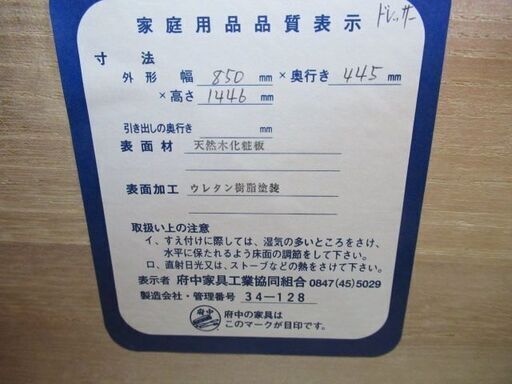 ドレッサー
家庭用品品質表示
寸法
外形 幅 850 mm ×奥行き 445 mm
×高さ 1446 mm
引き出しの奥行き mm
表面材 天然木化粧板
表面加工 ウレタン樹脂塗装
取扱い上の注意
イ、すえ付けに際しては、湿気の多いところをさけ、
水平に保たれるよう床面の調節をして下さい。
ロ、直射日光又は、ストーブなどの熱をさけて下さい。
表示者 府中家具工業協同組合 0847(45)5029
製造会社・管理番号 34-128
府中
府中の家具は
このマークが目印です。